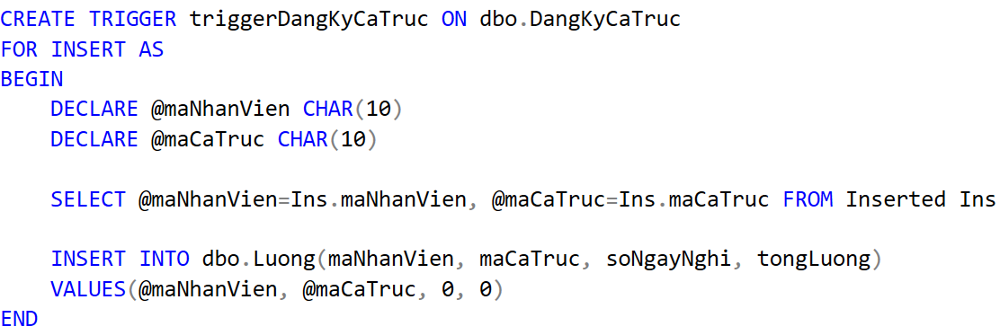 CREATE TRIGGER triggerDangKyCaTruc ON dbo.DangKyCaTruc
FOR INSERT AS
BEGIN
    DECLARE @maNhanVien CHAR(10)
    DECLARE @maCaTruc CHAR(10)

    SELECT @maNhanVien=Ins.maNhanVien, @maCaTruc=Ins.maCaTruc FROM Inserted Ins

    INSERT INTO dbo.Luong(maNhanVien, maCaTruc, soNgayNghi, tongLuong)
    VALUES(@maNhanVien, @maCaTruc, 0, 0)
END